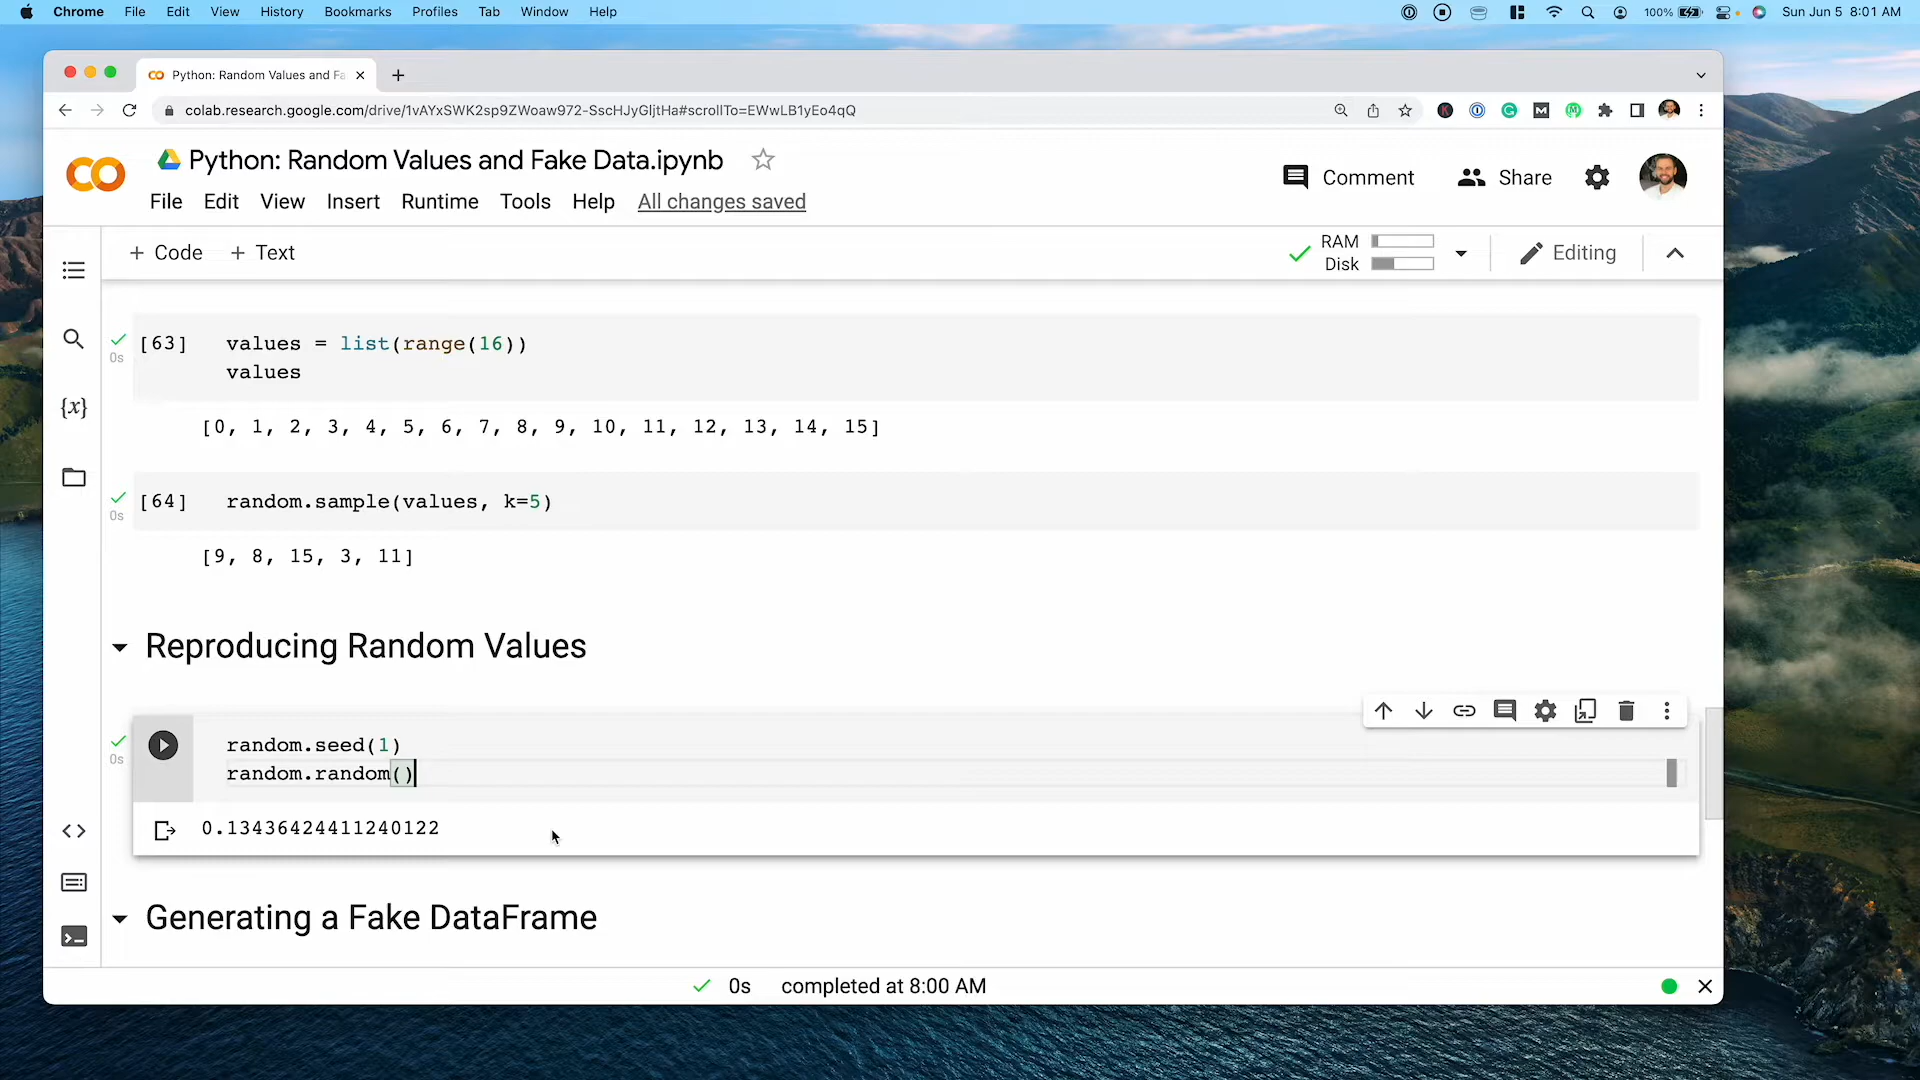 Chrome File Edit View History Bookmarks Profiles Tab Window Help 100% Sun Jun 5 8:01 AM
Python: Random Values and Fa
colab.research.google.com/drive/1vAYxSWK2sp9ZWoaw972-SscHJyGljtHa#scrollTo=EWwLB1yEo4qQ
Python: Random Values and Fake Data.ipynb
Comment Share
File Edit View Insert Runtime Tools Help All changes saved
+ Code + Text
RAM
Disk
Editing
[63] values = list(range(16))
0s
values
[0, 1, 2, 3, 4, 5, 6, 7, 8, 9, 10, 11, 12, 13, 14, 15]
[64] random.sample(values, k=5)
0s
[9, 8, 15, 3, 11]
Reproducing Random Values
random.seed(1)
0s
random.random()
0.13436424411240122
Generating a Fake DataFrame
0s completed at 8:00 AM